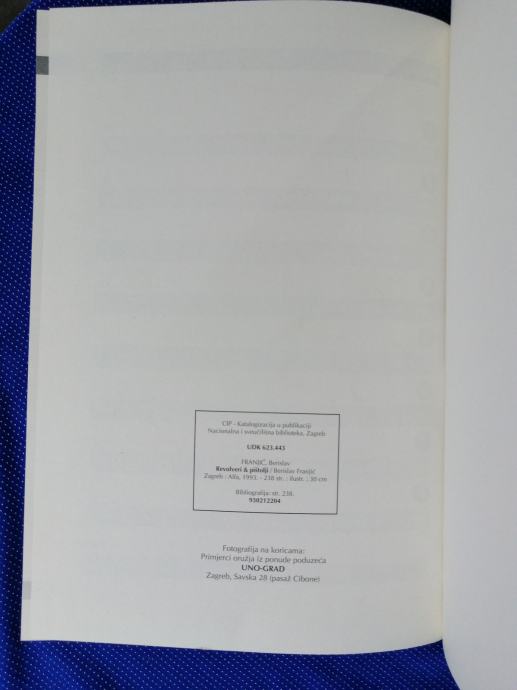 CIP - Katalogizacija u publikaciji
Nacionalna i sveučilišna biblioteka, Zagreb
UDK 623.443
FRANJIĆ, Berislav
Revolveri & pištolji / Berislav Franjić
Zagreb : Alfa, 1993. - 238 str. : ilustr. ; 30 cm
Bibliografija: str. 238.
930212204
Fotografija na koricama:
Primjerci oružja iz ponude poduzeća
UNO-GRAD
Zagreb, Savska 28 (pasaž Cibone)